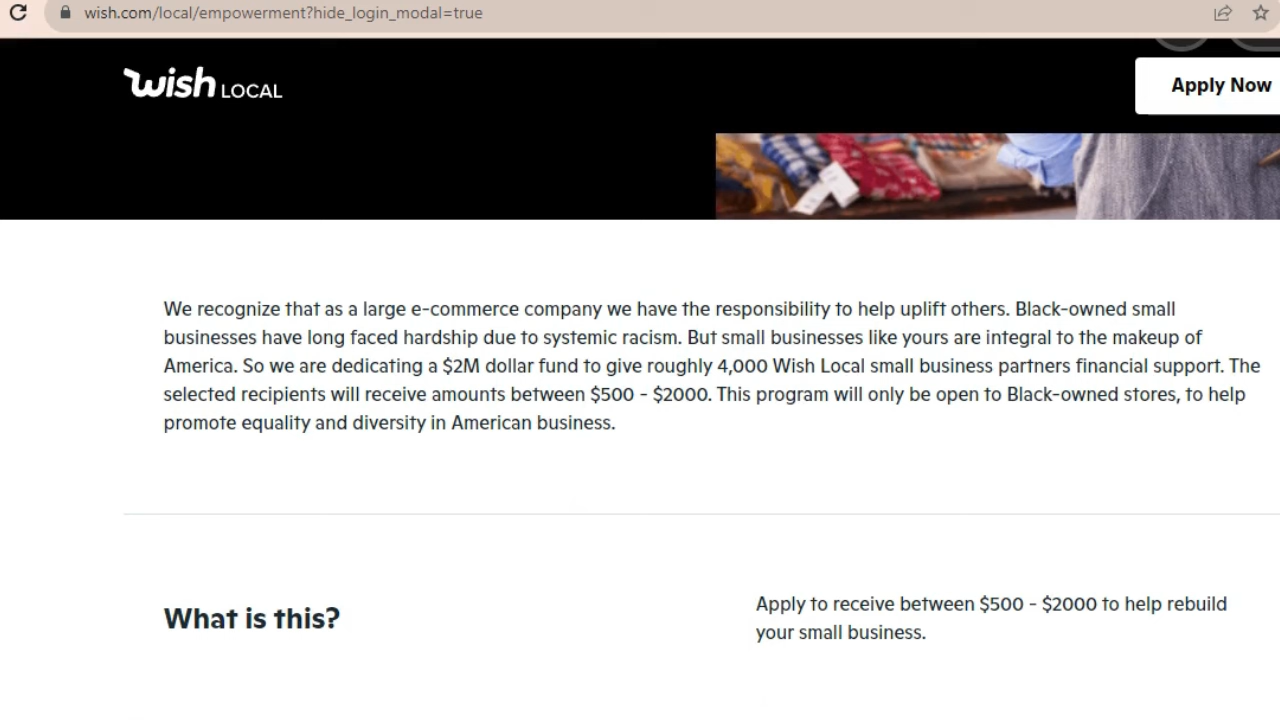 wish.com/local/empowerment?hide_login_modal=true
wish LOCAL
Apply Now
We recognize that as a large e-commerce company we have the responsibility to help uplift others. Black-owned small
businesses have long faced hardship due to systemic racism. But small businesses like yours are integral to the makeup of
America. So we are dedicating a $2M dollar fund to give roughly 4,000 Wish Local small business partners financial support. The
selected recipients will receive amounts between $500 - $2000. This program will only be open to Black-owned stores, to help
promote equality and diversity in American business.
What is this?
Apply to receive between $500 - $2000 to help rebuild
your small business.